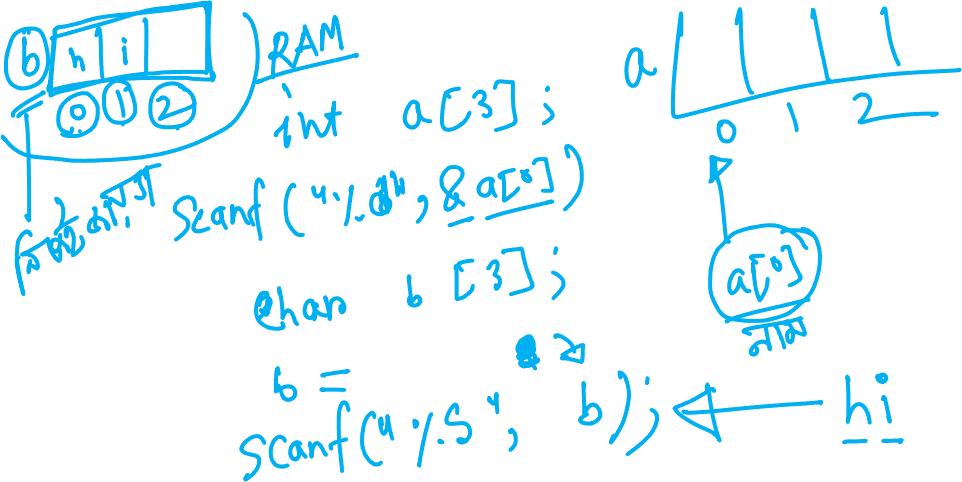 b h i RAM
0 1 2
a
0 1 2
int a[3];
scanf("%d", &a[0])
char b [3];
a[0]
নাম
b =
scanf("%s", b); hi